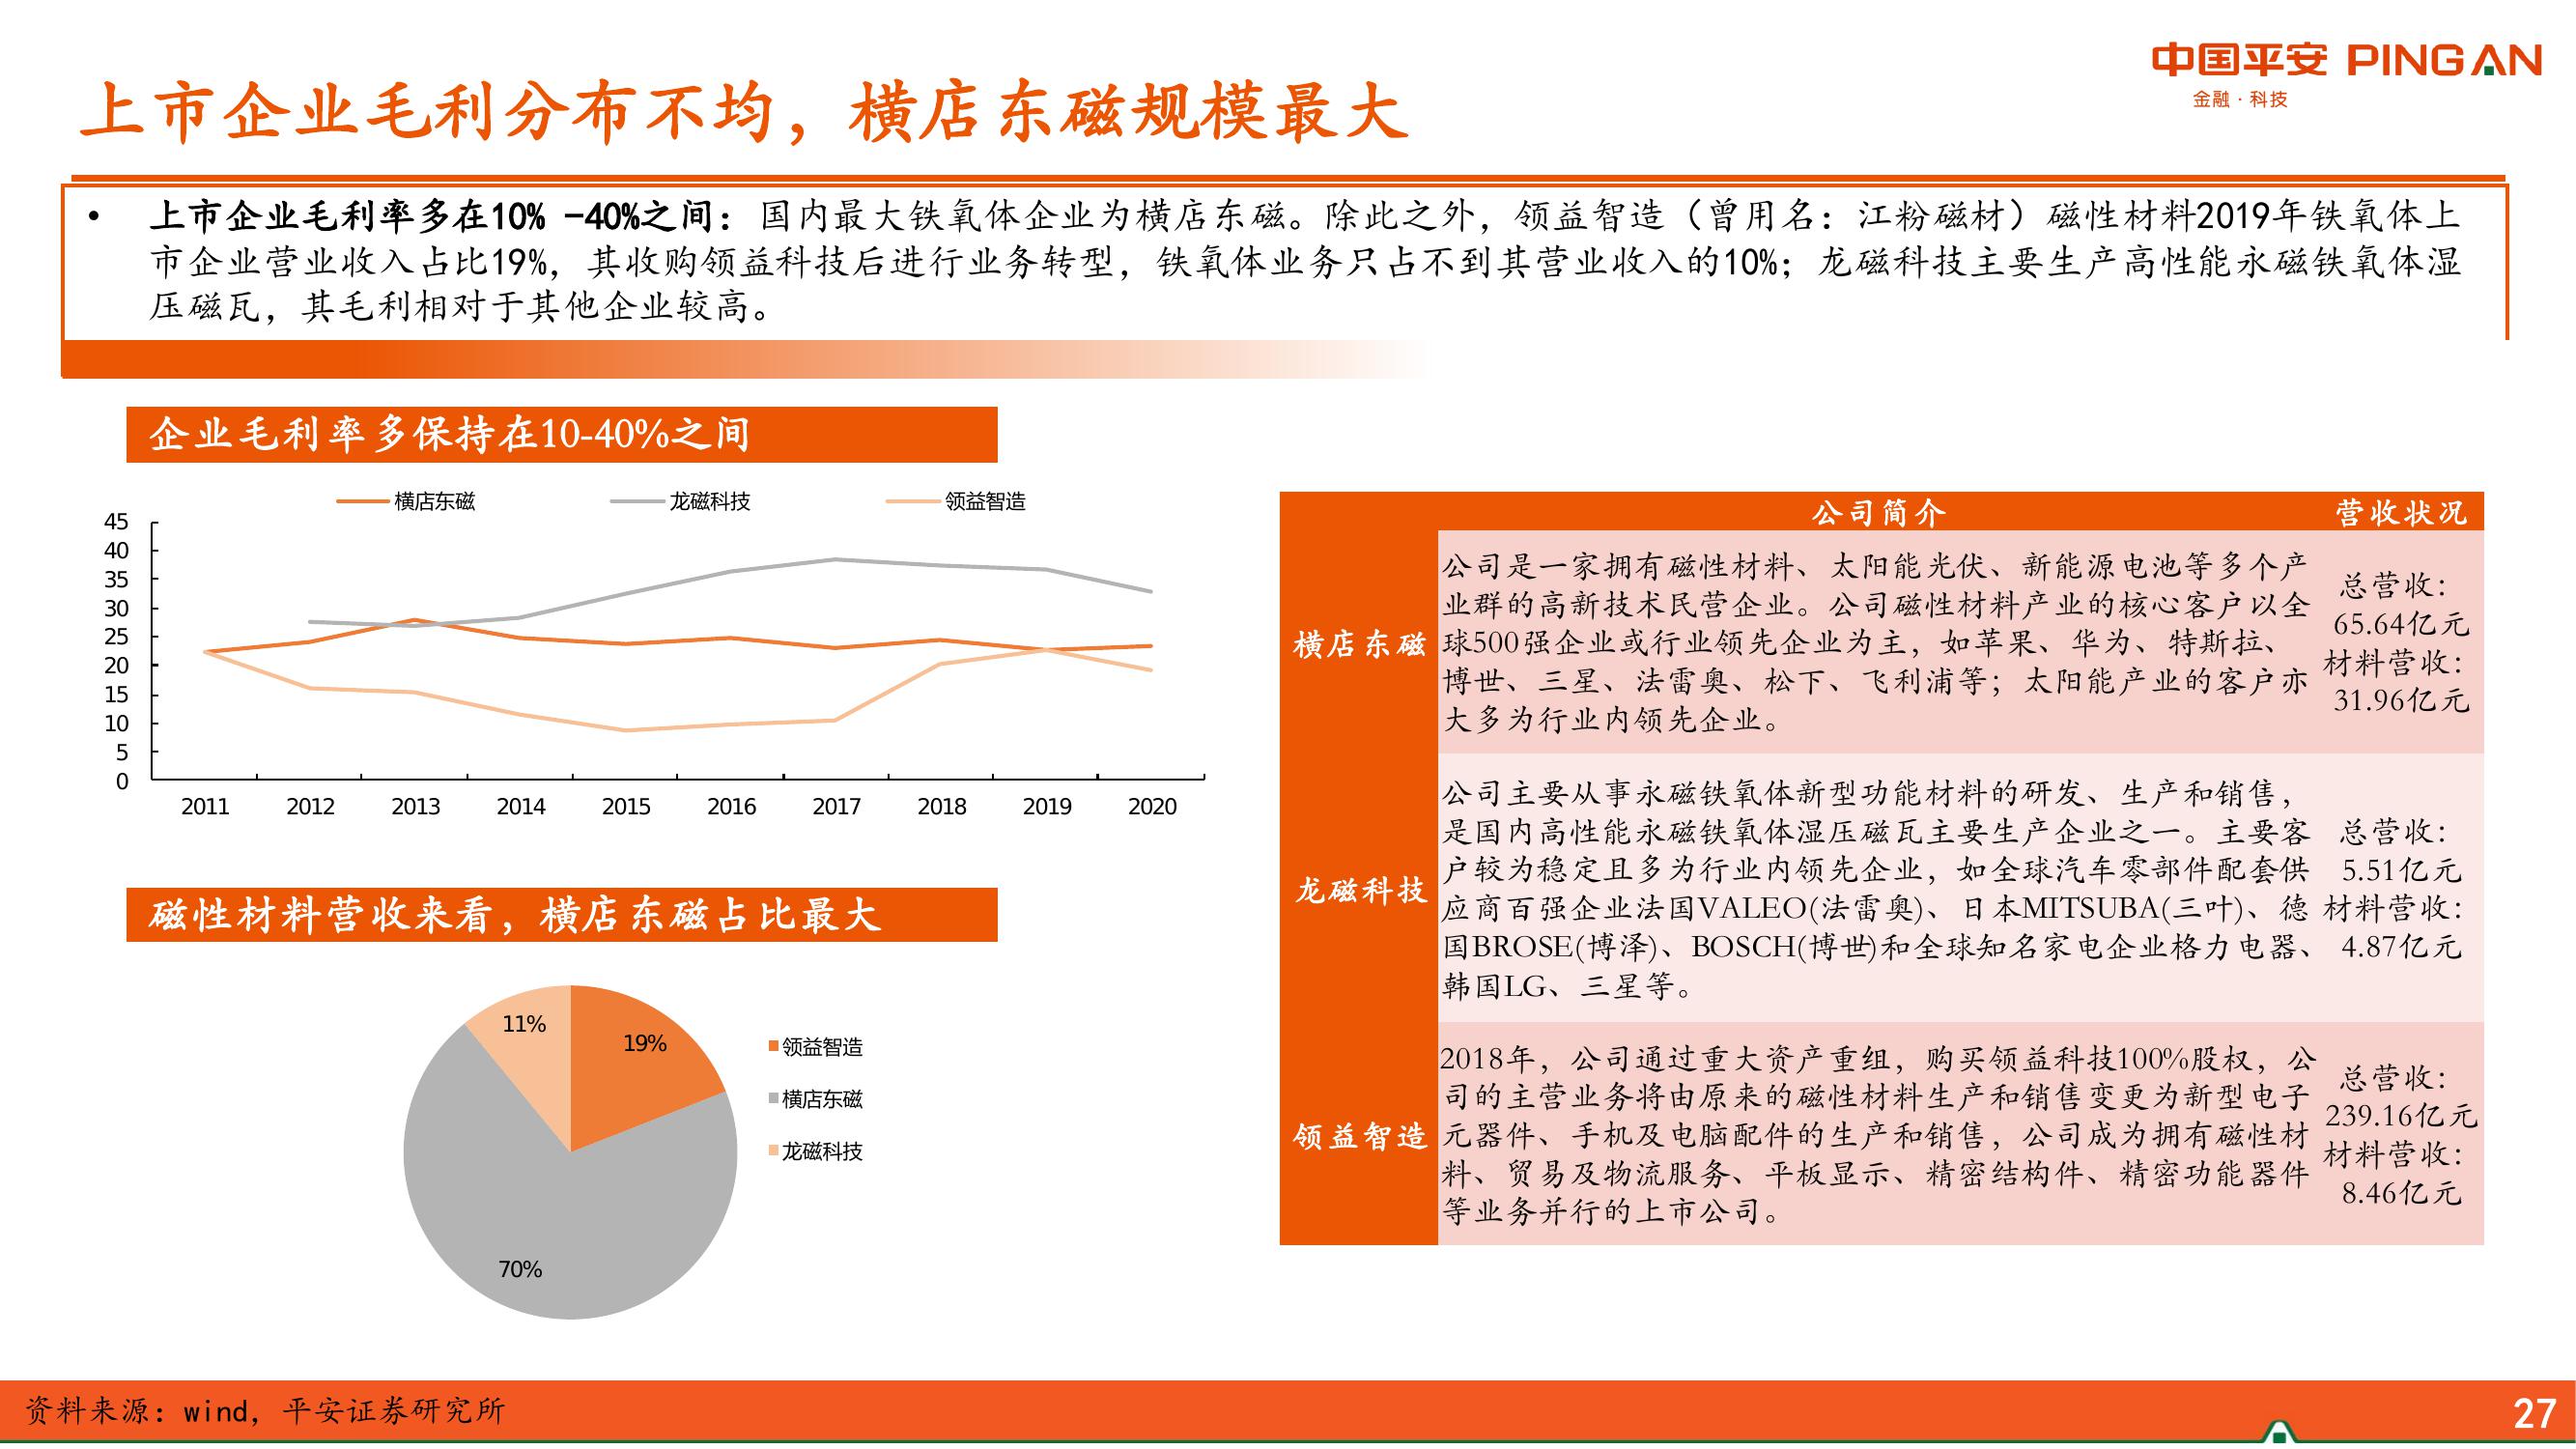 中国平安 PINGAN
金融·科技
上市企业毛利分布不均，横店东磁规模最大
• 上市企业毛利率多在10% –40%之间：国内最大铁氧体企业为横店东磁。除此之外，领益智造（曾用名：江粉磁材）磁性材料2019年铁氧体上
市企业营业收入占比19%，其收购领益科技后进行业务转型，铁氧体业务只占不到其营业收入的10%；龙磁科技主要生产高性能永磁铁氧体湿
压磁瓦，其毛利相对于其他企业较高。
企业毛利率多保持在10-40%之间
横店东磁 龙磁科技 领益智造
45
40
35
30
25
20
15
10
5
0
2011 2012 2013 2014 2015 2016 2017 2018 2019 2020
磁性材料营收来看，横店东磁占比最大
11%
19%
70%
领益智造
横店东磁
龙磁科技
公司简介 营收状况
横店东磁
公司是一家拥有磁性材料、太阳能光伏、新能源电池等多个产
业群的高新技术民营企业。公司磁性材料产业的核心客户以全
球500强企业或行业领先企业为主，如苹果、华为、特斯拉、
博世、三星、法雷奥、松下、飞利浦等；太阳能产业的客户亦
大多为行业内领先企业。
总营收：
65.64亿元
材料营收：
31.96亿元
龙磁科技
公司主要从事永磁铁氧体新型功能材料的研发、生产和销售，
是国内高性能永磁铁氧体湿压磁瓦主要生产企业之一。主要客
户较为稳定且多为行业内领先企业，如全球汽车零部件配套供
应商百强企业法国VALEO(法雷奥)、日本MITSUBA(三叶)、德
国BROSE(博泽)、BOSCH(博世)和全球知名家电企业格力电器、
韩国LG、三星等。
总营收：
5.51亿元
材料营收：
4.87亿元
领益智造
2018年，公司通过重大资产重组，购买领益科技100%股权，公
司的主营业务将由原来的磁性材料生产和销售变更为新型电子
元器件、手机及电脑配件的生产和销售，公司成为拥有磁性材
料、贸易及物流服务、平板显示、精密结构件、精密功能器件
等业务并行的上市公司。
总营收：
239.16亿元
材料营收：
8.46亿元
资料来源：wind，平安证券研究所
27